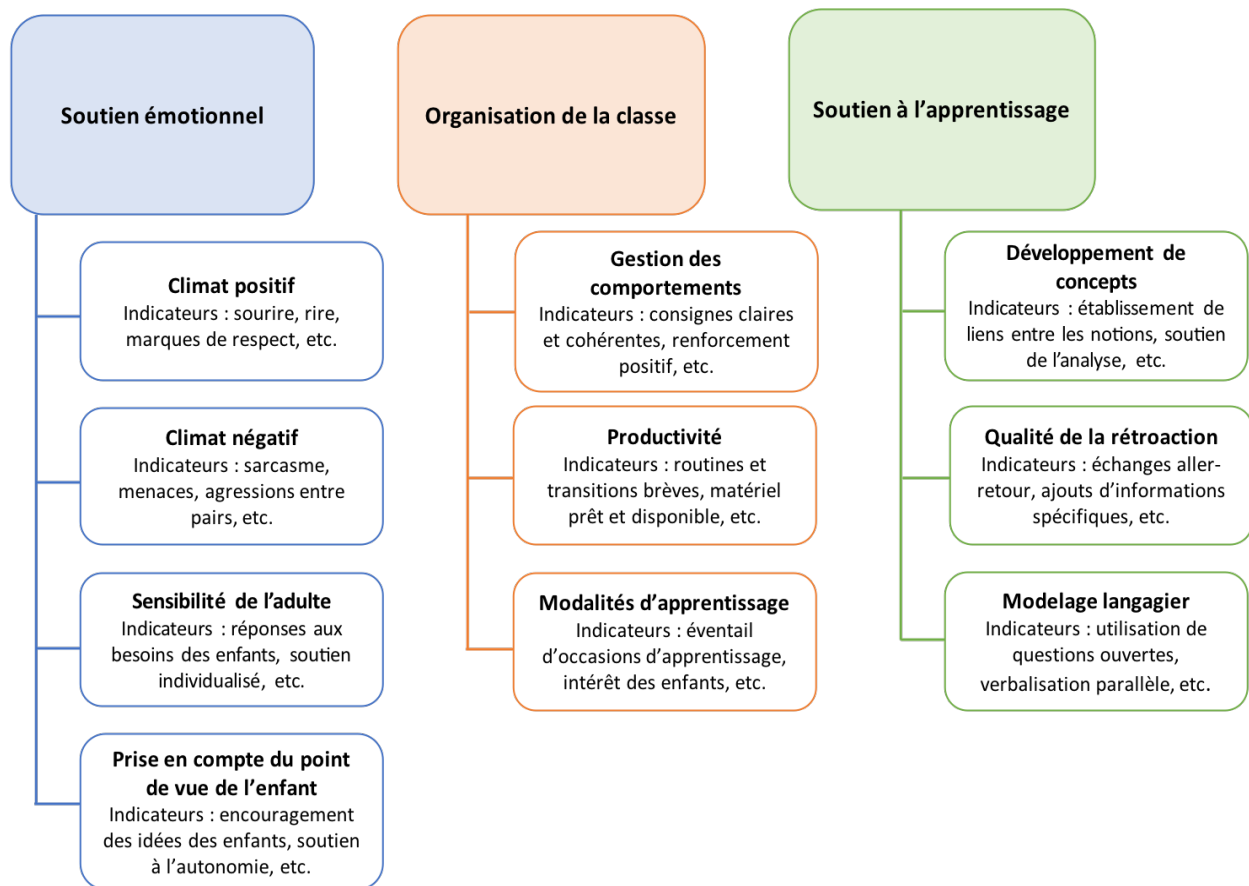 Soutien émotionnel
Climat positif
Indicateurs : sourire, rire,
marques de respect, etc.
Climat négatif
Indicateurs : sarcasme,
menaces, agressions entre
pairs, etc.
Sensibilité de l’adulte
Indicateurs : réponses aux
besoins des enfants, soutien
individualisé, etc.
Prise en compte du point
de vue de l’enfant
Indicateurs : encouragement
des idées des enfants, soutien
à l’autonomie, etc.
Organisation de la classe
Gestion des
comportements
Indicateurs : consignes claires
et cohérentes, renforcement
positif, etc.
Productivité
Indicateurs : routines et
transitions brèves, matériel
prêt et disponible, etc.
Modalités d’apprentissage
Indicateurs : éventail
d’occasions d’apprentissage,
intérêt des enfants, etc.
Soutien à l’apprentissage
Développement de
concepts
Indicateurs : établissement de
liens entre les notions, soutien
de l’analyse, etc.
Qualité de la rétroaction
Indicateurs : échanges aller-
retour, ajouts d’informations
spécifiques, etc.
Modelage langagier
Indicateurs : utilisation de
questions ouvertes,
verbalisation parallèle, etc.